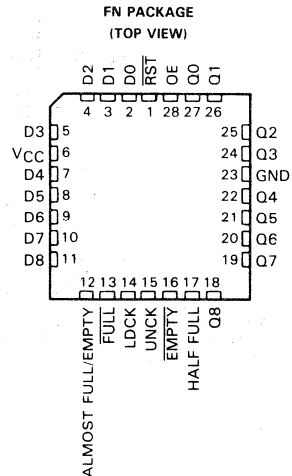 FN PACKAGE
(TOP VIEW)
D2 D1 D0 R̅S̅T̅ OE Q0 Q1
4 3 2 1 28 27 26
D3 5
VCC 6
D4 7
D5 8
D6 9
D7 10
D8 11
25 Q2
24 Q3
23 GND
22 Q4
21 Q5
20 Q6
19 Q7
12 13 14 15 16 17 18
ALMOST FULL/EMPTY
F̅U̅L̅L̅
LDCK
UNCK
E̅M̅P̅T̅Y̅
HALF FULL
Q8